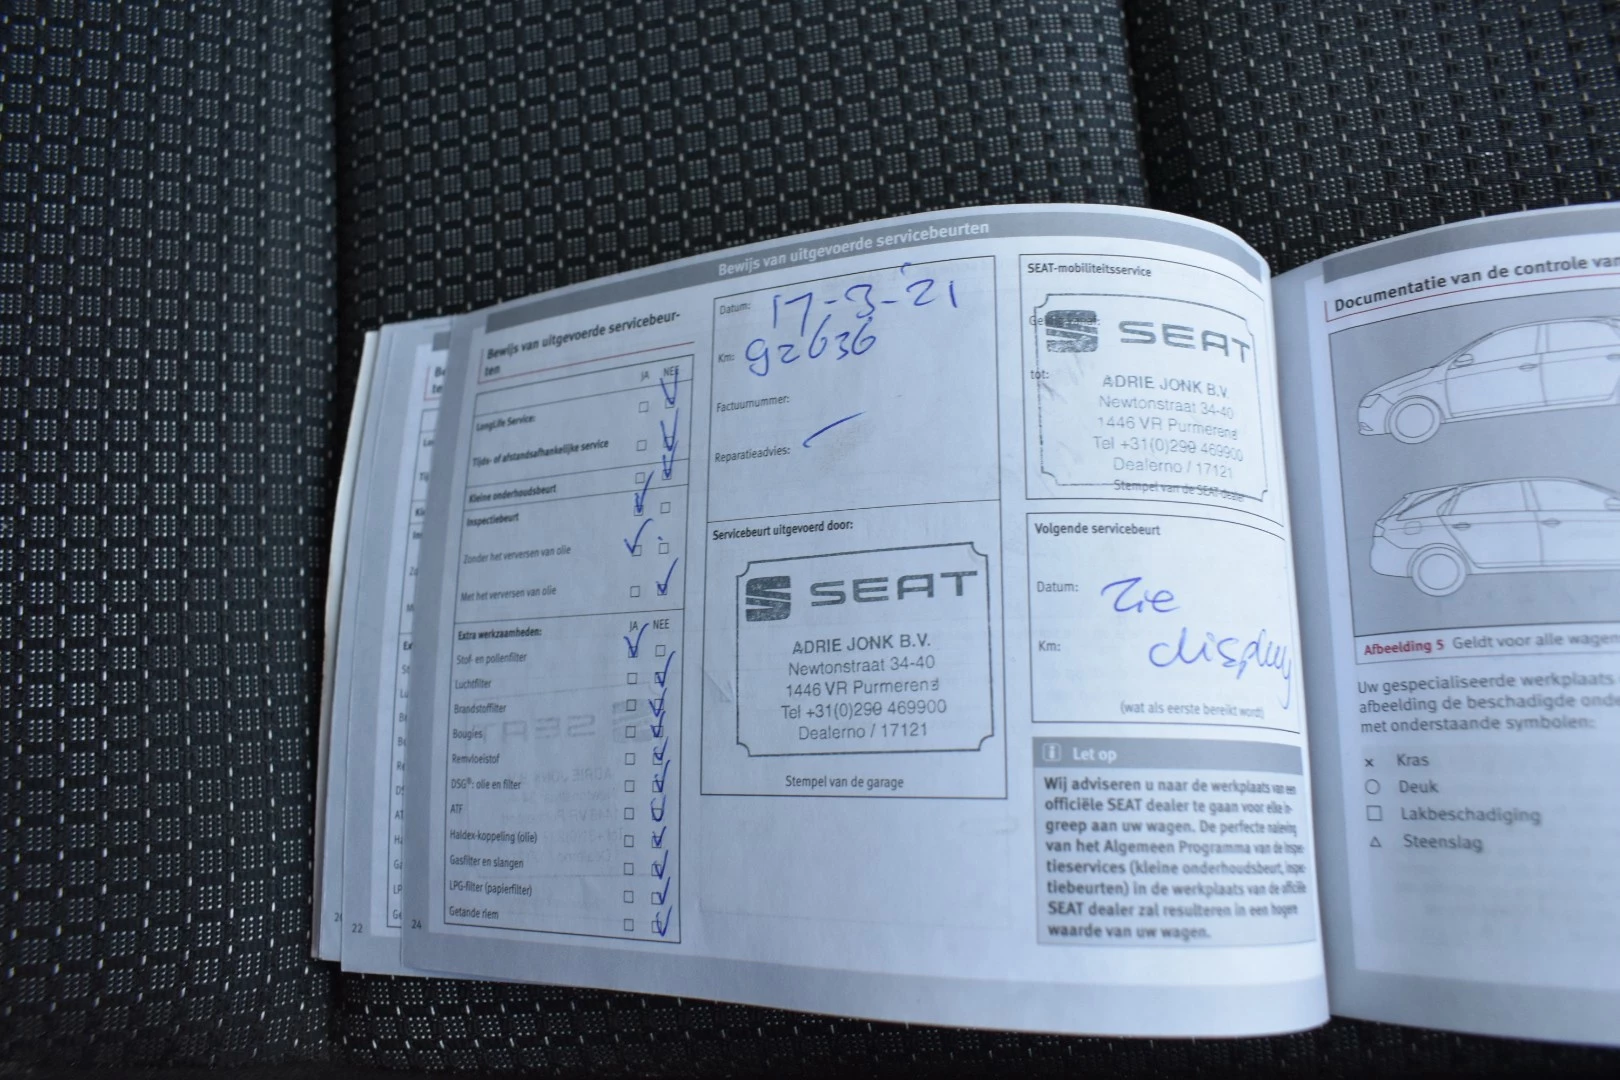 Bewijs van uitgevoerde servicebeurten
Bewijs van uitgevoerde servicebeur-
ten
JA NEE
LongLife Service:
Tijds- of afstandsafhankelijke service
Kleine onderhoudsbeurt
Inspectiebeurt
Zonder het verversen van olie
Met het verversen van olie
Extra werkzaamheden: JA NEE
Stof- en pollenfilter
Luchtfilter
Brandstoffilter
Bougies
Remvloeistof
DSG®: olie en filter
ATF
Haldex-koppeling (olie)
Gasfilter en slangen
LPG-filter (papierfilter)
Getande riem
22
24
Datum: 17-3-21
Km: 92636
Factuurnummer:
Reparatieadvies:
Servicebeurt uitgevoerd door:
SEAT
ADRIE JONK B.V.
Newtonstraat 34-40
1446 VR Purmerend
Tel +31(0)299 469900
Dealerno / 17121
Stempel van de garage
SEAT-mobiliteitsservice
SEAT
tot:
ADRIE JONK B.V.
Newtonstraat 34-40
1446 VR Purmerend
Tel +31(0)299 469900
Dealerno / 17121
Stempel van de SEAT-dealer
Volgende servicebeurt
Datum: Zie
Km: display
(wat als eerste bereikt wordt)
i Let op
Wij adviseren u naar de werkplaats van een
officiële SEAT dealer te gaan voor elke in-
greep aan uw wagen. De perfecte naleving
van het Algemeen Programma van de Inspec-
tieservices (kleine onderhoudsbeurt, inspec-
tiebeurten) in de werkplaats van de officiële
SEAT dealer zal resulteren in een hogere
waarde van uw wagen.
Documentatie van de controle van
Afbeelding 5 Geldt voor alle wagen
Uw gespecialiseerde werkplaats
afbeelding de beschadigde onde
met onderstaande symbolen:
x Kras
○ Deuk
□ Lakbeschadiging
△ Steenslag